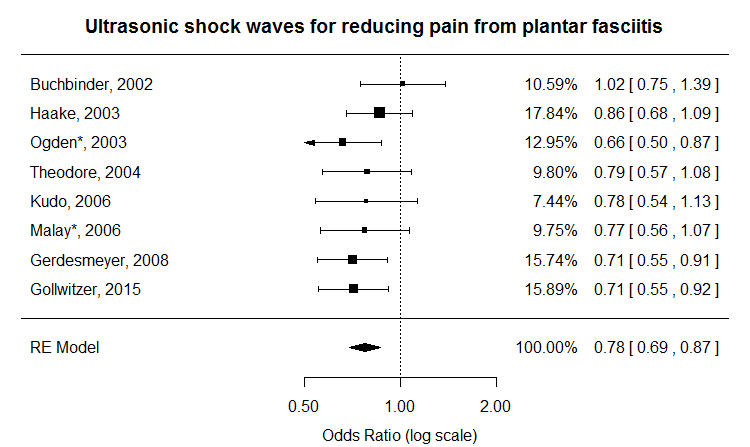 Ultrasonic shock waves for reducing pain from plantar fasciitis
Buchbinder, 2002 10.59% 1.02 [ 0.75 , 1.39 ]
Haake, 2003 17.84% 0.86 [ 0.68 , 1.09 ]
Ogden*, 2003 12.95% 0.66 [ 0.50 , 0.87 ]
Theodore, 2004 9.80% 0.79 [ 0.57 , 1.08 ]
Kudo, 2006 7.44% 0.78 [ 0.54 , 1.13 ]
Malay*, 2006 9.75% 0.77 [ 0.56 , 1.07 ]
Gerdesmeyer, 2008 15.74% 0.71 [ 0.55 , 0.91 ]
Gollwitzer, 2015 15.89% 0.71 [ 0.55 , 0.92 ]
RE Model 100.00% 0.78 [ 0.69 , 0.87 ]
0.50 1.00 2.00
Odds Ratio (log scale)